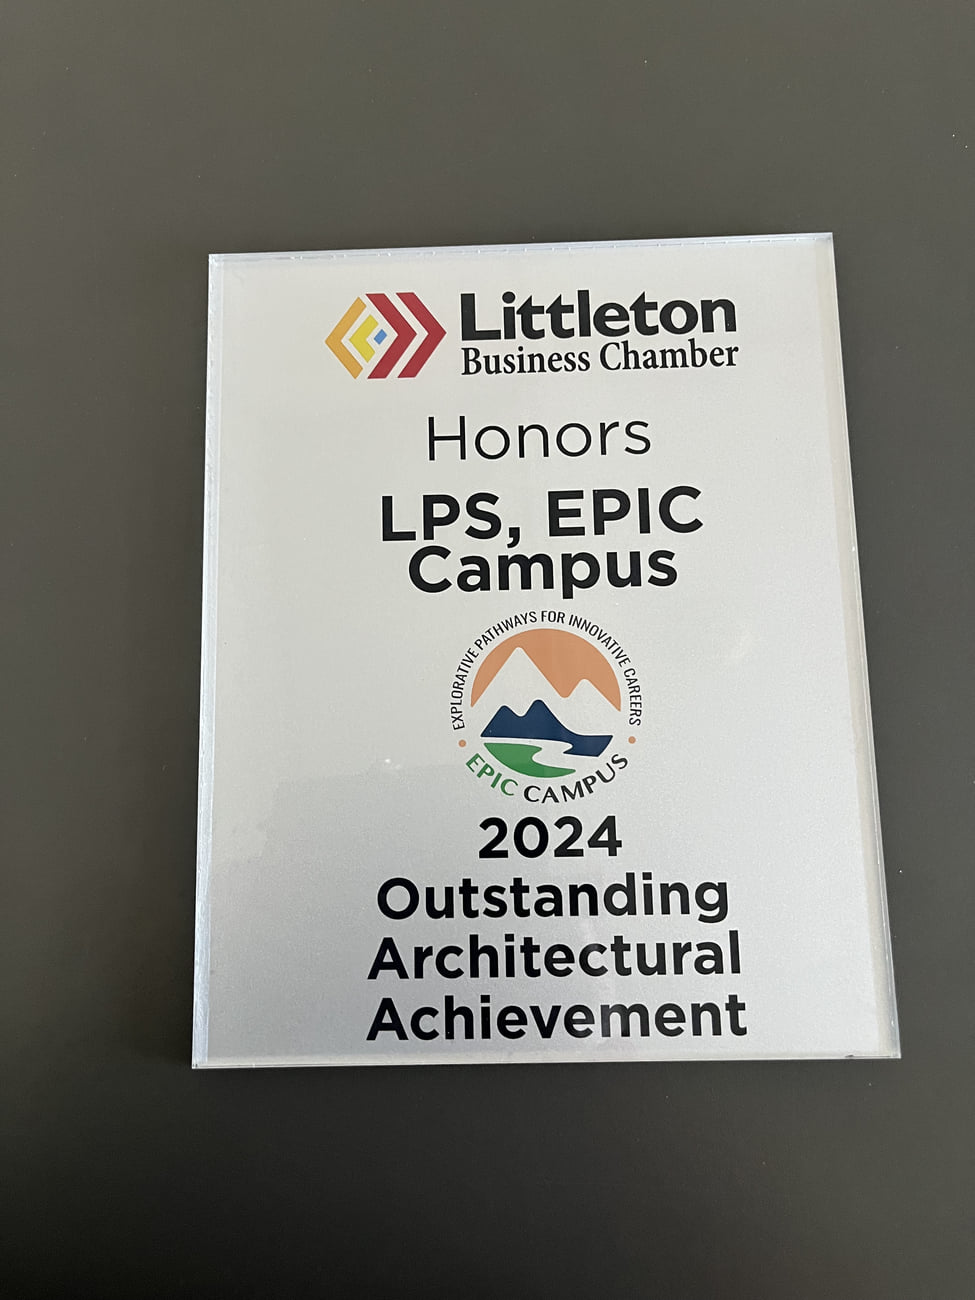 Littleton
Business Chamber
Honors
LPS, EPIC
Campus
EXPLORATIVE PATHWAYS FOR INNOVATIVE CAREERS
EPIC CAMPUS
2024
Outstanding
Architectural
Achievement